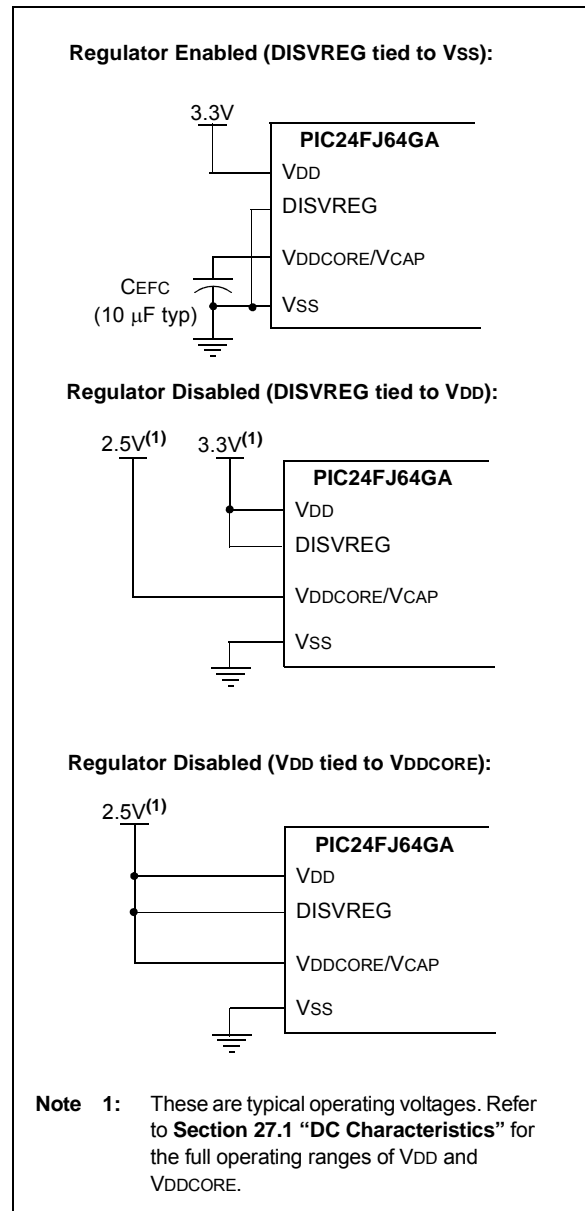 Regulator Enabled (DISVREG tied to VSS):
3.3V
PIC24FJ64GA
VDD
DISVREG
VDDCORE/VCAP
CEFC
(10 μF typ)
VSS
Regulator Disabled (DISVREG tied to VDD):
2.5V(1) 3.3V(1)
PIC24FJ64GA
VDD
DISVREG
VDDCORE/VCAP
VSS
Regulator Disabled (VDD tied to VDDCORE):
2.5V(1)
PIC24FJ64GA
VDD
DISVREG
VDDCORE/VCAP
VSS
Note 1: These are typical operating voltages. Refer
to Section 27.1 “DC Characteristics” for
the full operating ranges of VDD and
VDDCORE.